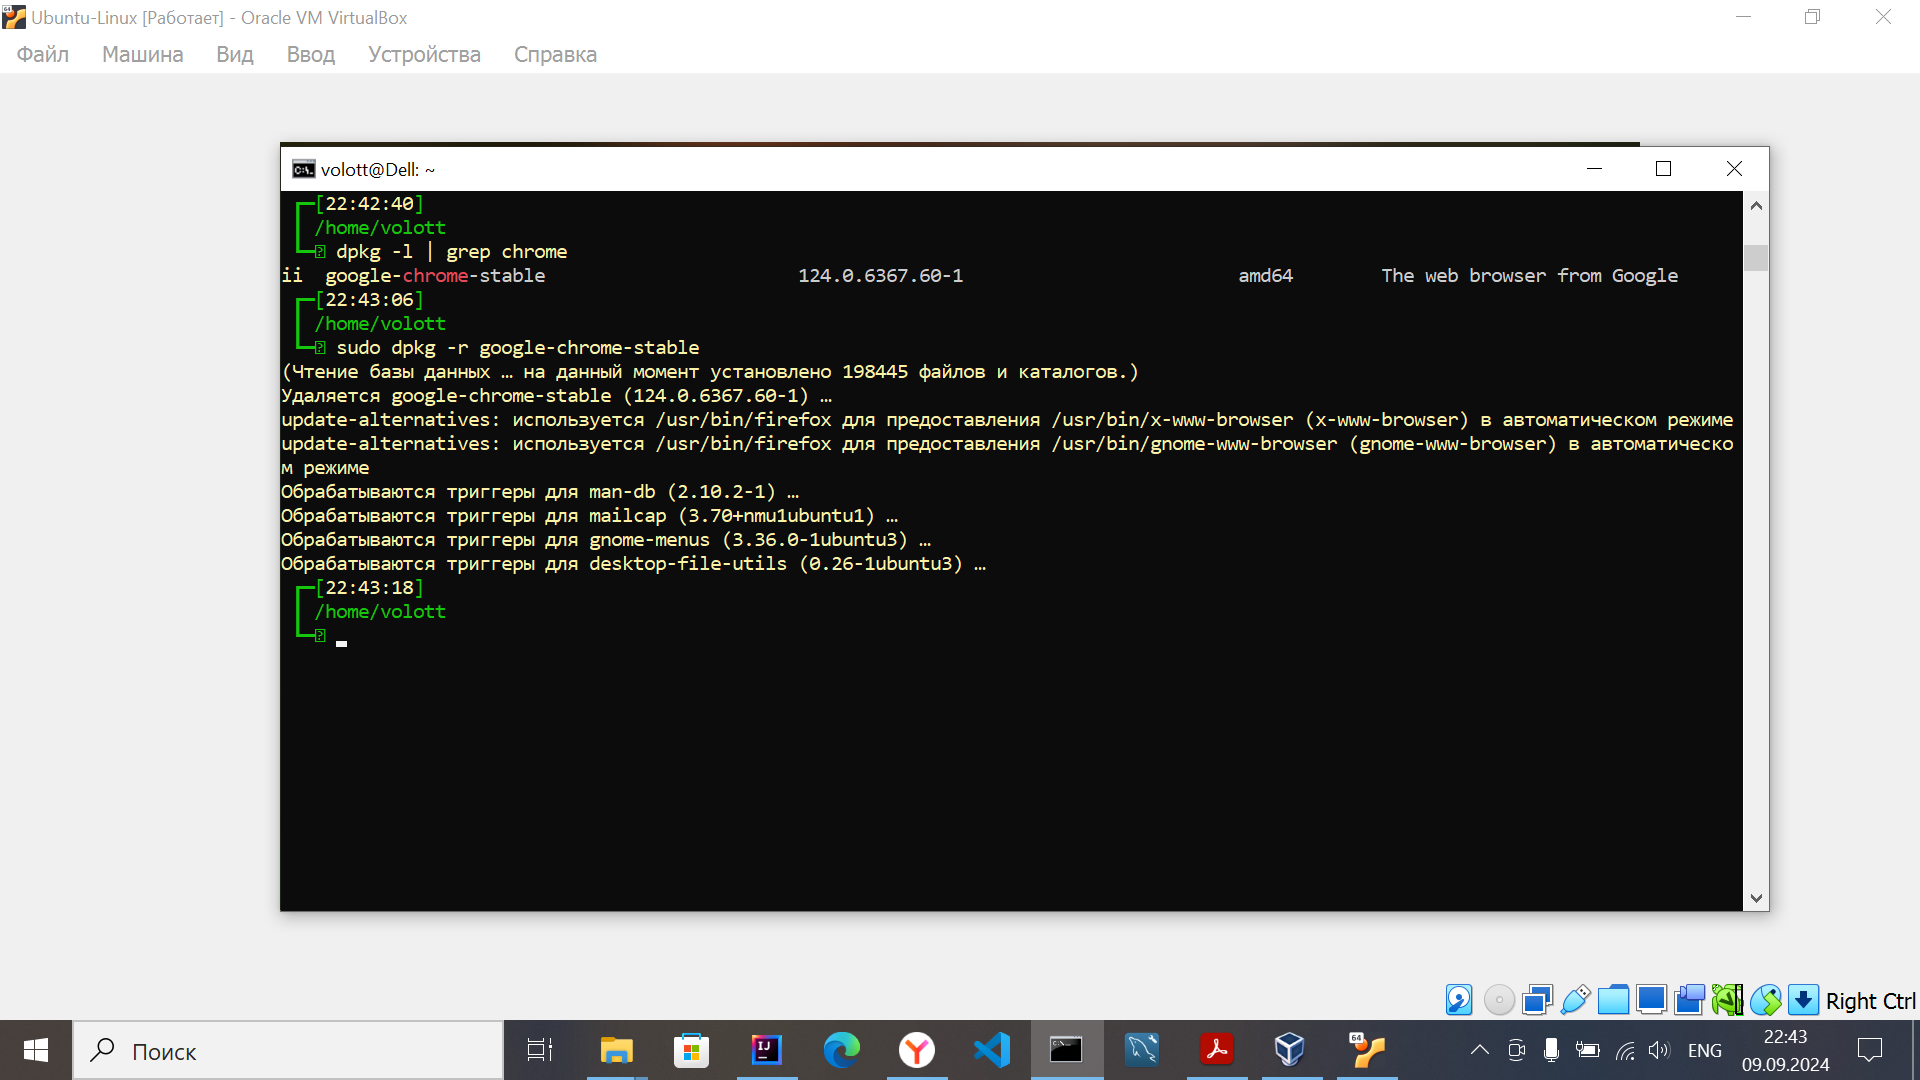 Ubuntu-Linux [Работает] - Oracle VM VirtualBox
Файл Машина Вид Ввод Устройства Справка
volott@Dell: ~
[22:42:40]
/home/volott
dpkg -l | grep chrome
ii google-chrome-stable 124.0.6367.60-1 amd64 The web browser from Google
[22:43:06]
/home/volott
sudo dpkg -r google-chrome-stable
(Чтение базы данных … на данный момент установлено 198445 файлов и каталогов.)
Удаляется google-chrome-stable (124.0.6367.60-1) …
update-alternatives: используется /usr/bin/firefox для предоставления /usr/bin/x-www-browser (x-www-browser) в автоматическом режиме
update-alternatives: используется /usr/bin/firefox для предоставления /usr/bin/gnome-www-browser (gnome-www-browser) в автоматическо
м режиме
Обрабатываются триггеры для man-db (2.10.2-1) …
Обрабатываются триггеры для mailcap (3.70+nmu1ubuntu1) …
Обрабатываются триггеры для gnome-menus (3.36.0-1ubuntu3) …
Обрабатываются триггеры для desktop-file-utils (0.26-1ubuntu3) …
[22:43:18]
/home/volott
Right Ctrl
Поиск
ENG
22:43
09.09.2024